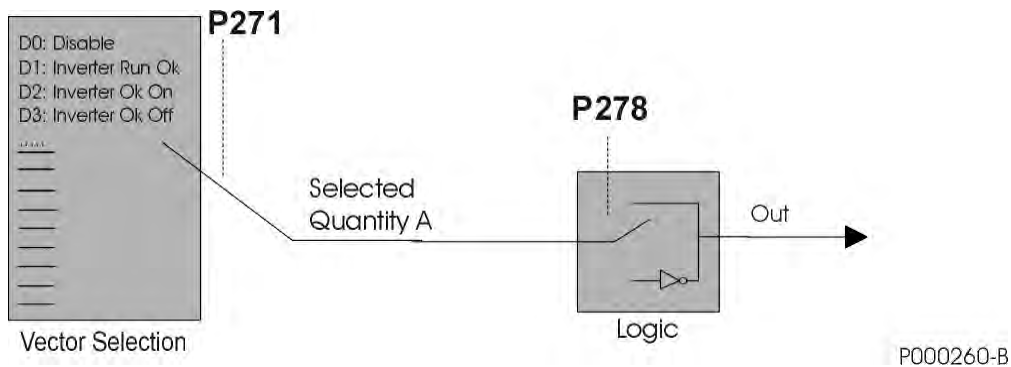 P271
D0: Disable
D1: Inverter Run Ok
D2: Inverter Ok On
D3: Inverter Ok Off
P278
Selected
Quantity A
Out
Logic
Vector Selection
P000260-B